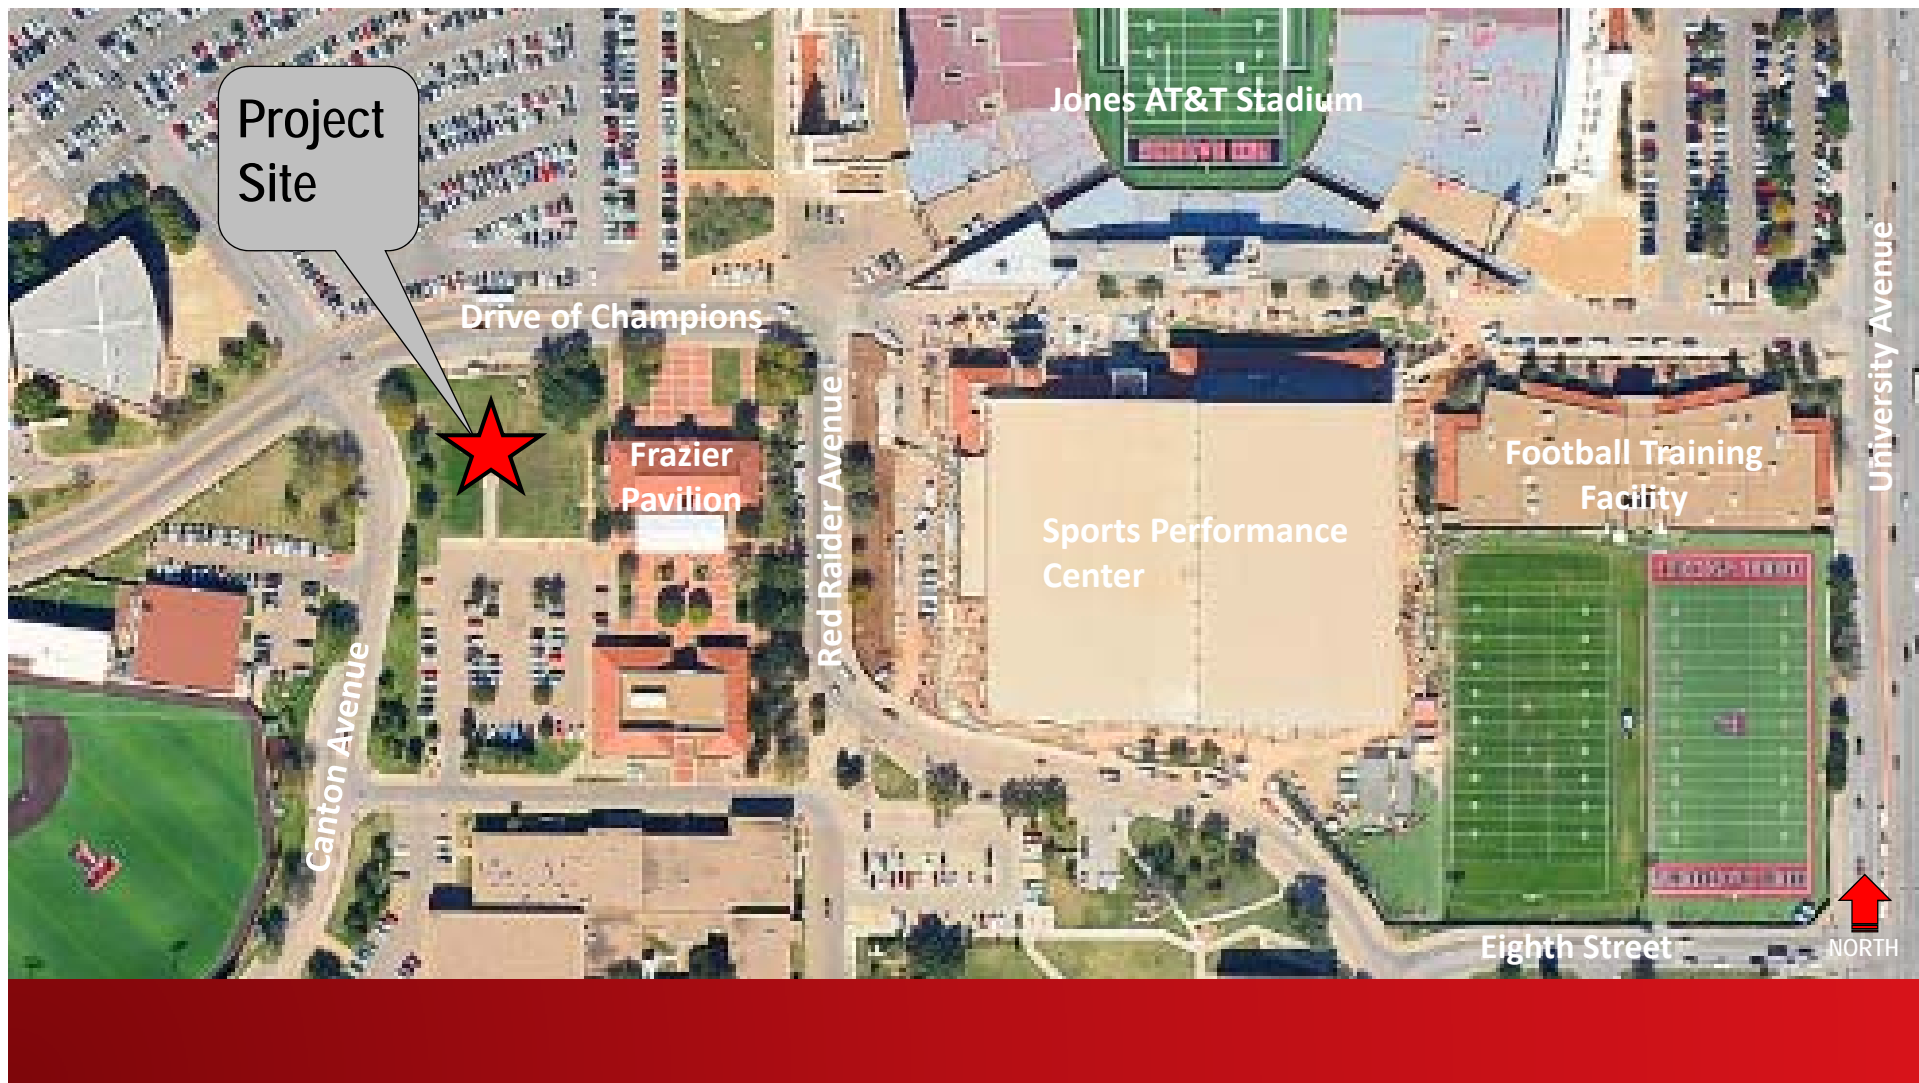 Project
Site
Jones AT&T Stadium
Drive of Champions
University Avenue
Red Raider Avenue
Frazier
Pavilion
Football Training
Facility
Sports Performance
Center
Canton Avenue
Eighth Street
NORTH